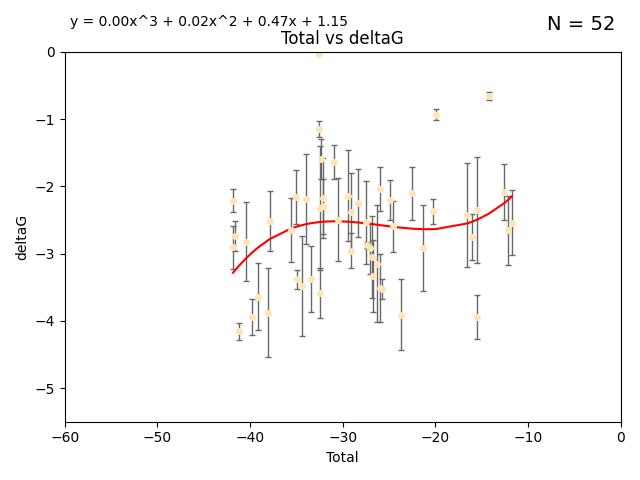 y = 0.00x^3 + 0.02x^2 + 0.47x + 1.15
N = 52
Total vs deltaG
0
−1
−2
−3
−4
−5
deltaG
−60 −50 −40 −30 −20 −10 0
Total